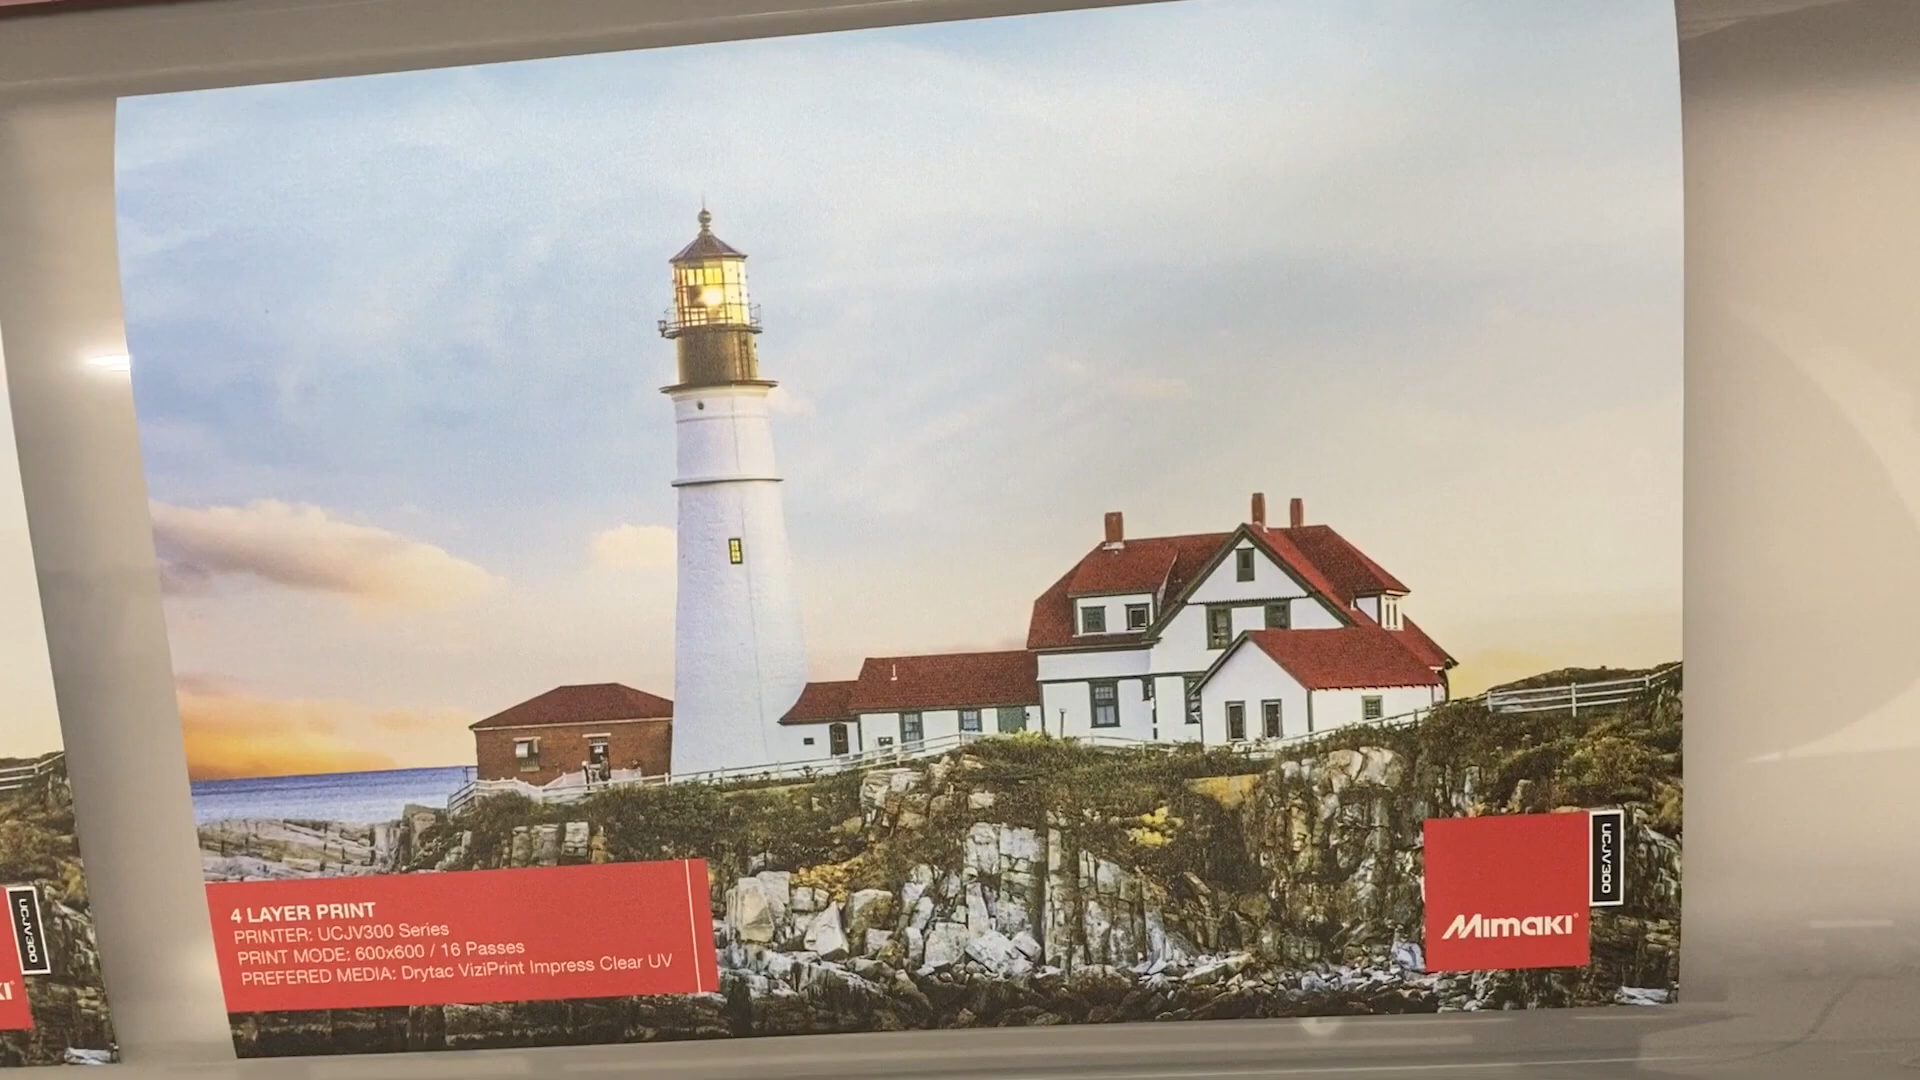 4 LAYER PRINT
PRINTER: UCJV300 Series
PRINT MODE: 600x600 / 16 Passes
PREFERED MEDIA: Drytac ViziPrint Impress Clear UV
UCJV300
Mimaki
UCJV300
KI